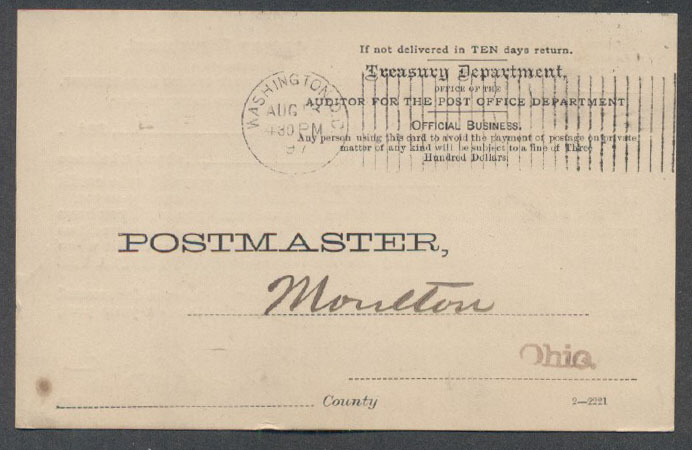 If not delivered in TEN days return.
Treasury Department,
OFFICE OF THE
AUDITOR FOR THE POST OFFICE DEPARTMENT.
OFFICIAL BUSINESS.
Any person using this card to avoid the payment of postage on private
matter of any kind will be subject to a fine of Three
Hundred Dollars.
WASHINGTON, D.C.
AUG
4-30 PM
97
POSTMASTER,
Moulton
Ohio.
County
2—2221